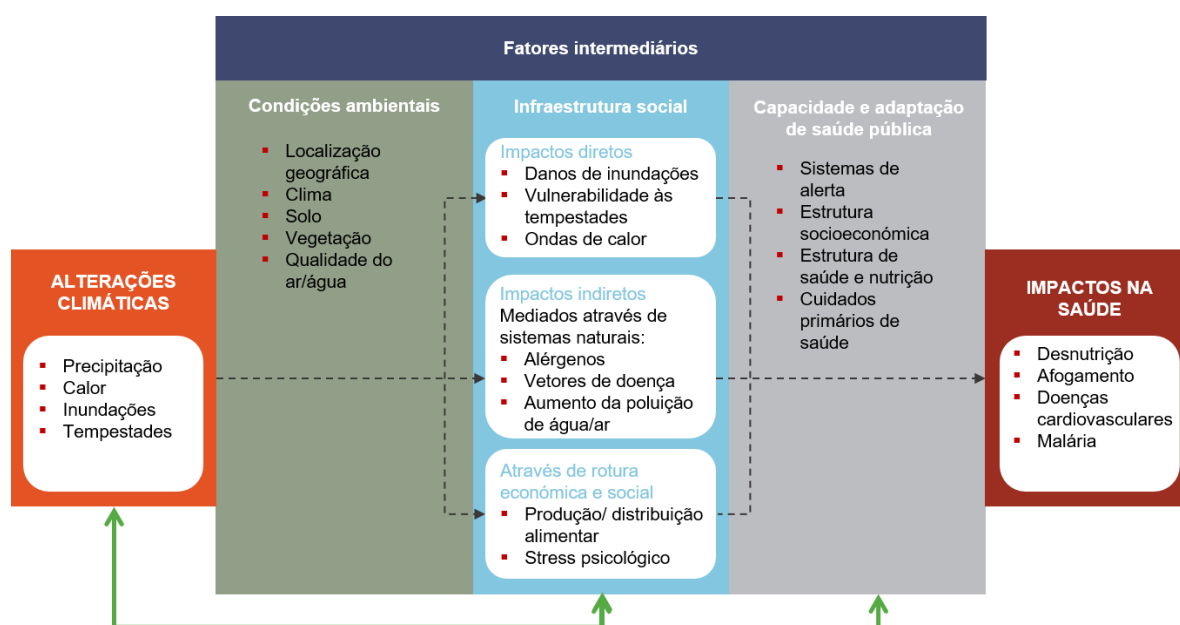 Fatores intermediários
Condições ambientais
▪ Localização
geográfica
▪ Clima
▪ Solo
▪ Vegetação
▪ Qualidade do
ar/água
Infraestrutura social
Impactos diretos
▪ Danos de inundações
▪ Vulnerabilidade às
tempestades
▪ Ondas de calor
Impactos indiretos
Mediados através de
sistemas naturais:
▪ Alérgenos
▪ Vetores de doença
▪ Aumento da poluição
de água/ar
Através de rotura
económica e social
▪ Produção/ distribuição
alimentar
▪ Stress psicológico
Capacidade e adaptação
de saúde pública
▪ Sistemas de
alerta
▪ Estrutura
socioeconómica
▪ Estrutura de
saúde e nutrição
▪ Cuidados
primários de
saúde
ALTERAÇÕES
CLIMÁTICAS
▪ Precipitação
▪ Calor
▪ Inundações
▪ Tempestades
IMPACTOS NA
SAÚDE
▪ Desnutrição
▪ Afogamento
▪ Doenças
cardiovasculares
▪ Malária